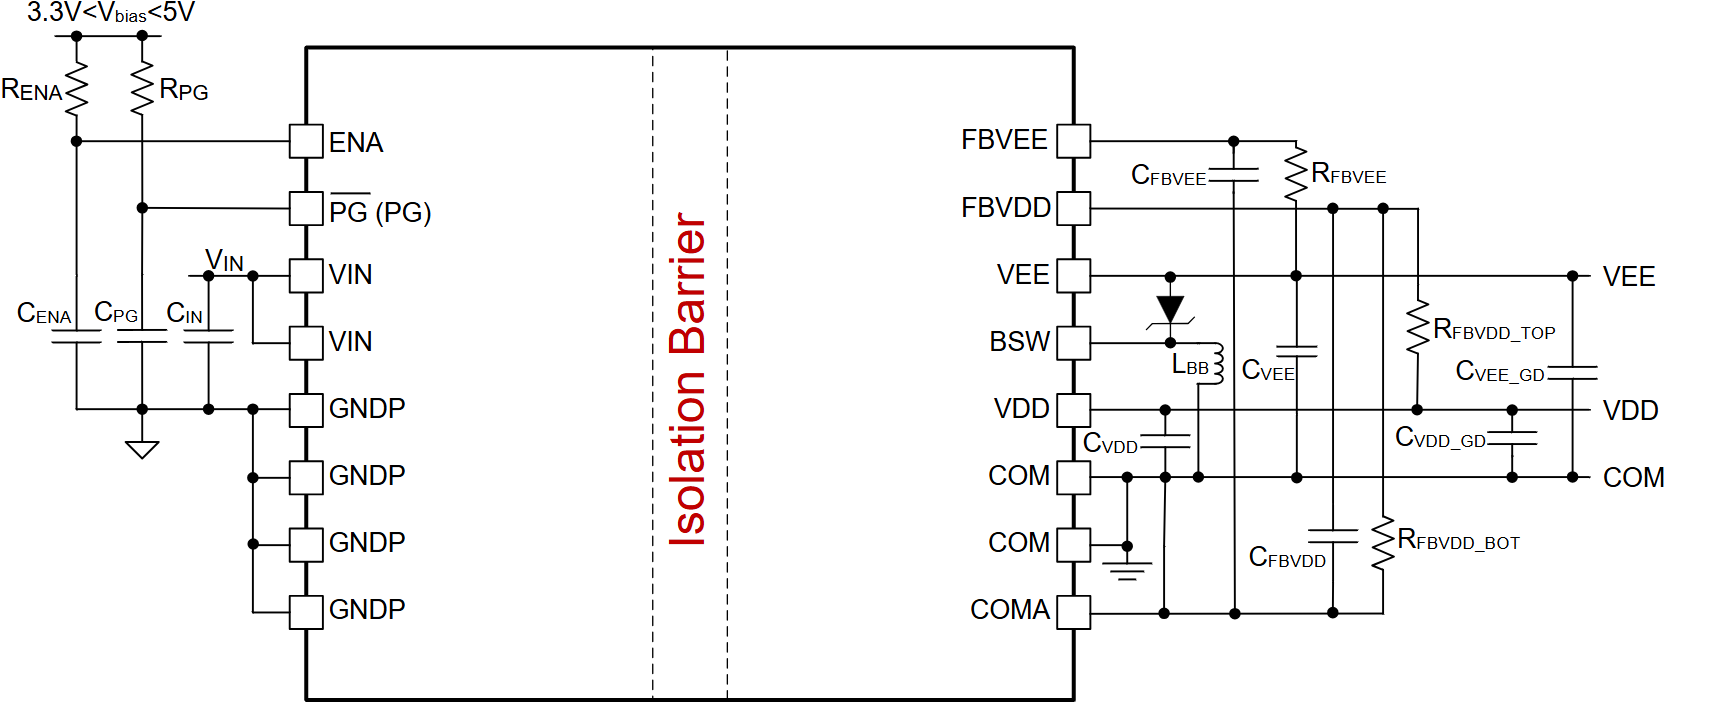 3.3V<Vbias<5V
RENA
RPG
ENA
PG (PG)
VIN
VIN
VIN
CENA
CPG
CIN
GNDP
GNDP
GNDP
GNDP
Isolation Barrier
FBVEE
FBVDD
VEE
BSW
VDD
COM
COM
COMA
CFBVEE
RFBVEE
LBB
CVEE
RFBVDD_TOP
CVEE_GD
CVDD
CVDD_GD
CFBVDD
RFBVDD_BOT
VEE
VDD
COM